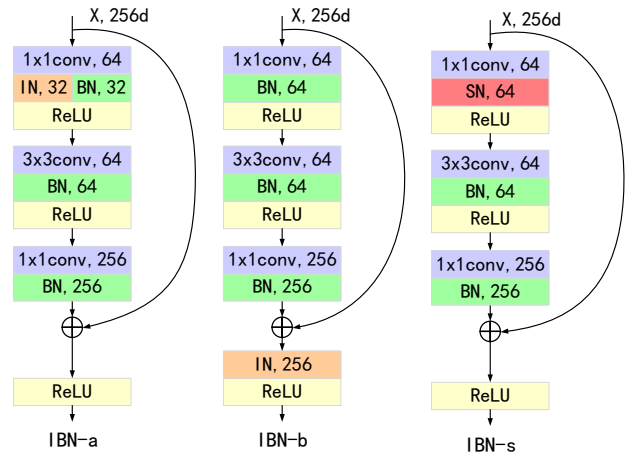 X, 256d
1x1conv, 64
IN, 32 BN, 32
ReLU
3x3conv, 64
BN, 64
ReLU
1x1conv, 256
BN, 256
ReLU
IBN-a
X, 256d
1x1conv, 64
BN, 64
ReLU
3x3conv, 64
BN, 64
ReLU
1x1conv, 256
BN, 256
IN, 256
ReLU
IBN-b
X, 256d
1x1conv, 64
SN, 64
ReLU
3x3conv, 64
BN, 64
ReLU
1x1conv, 256
BN, 256
ReLU
IBN-s